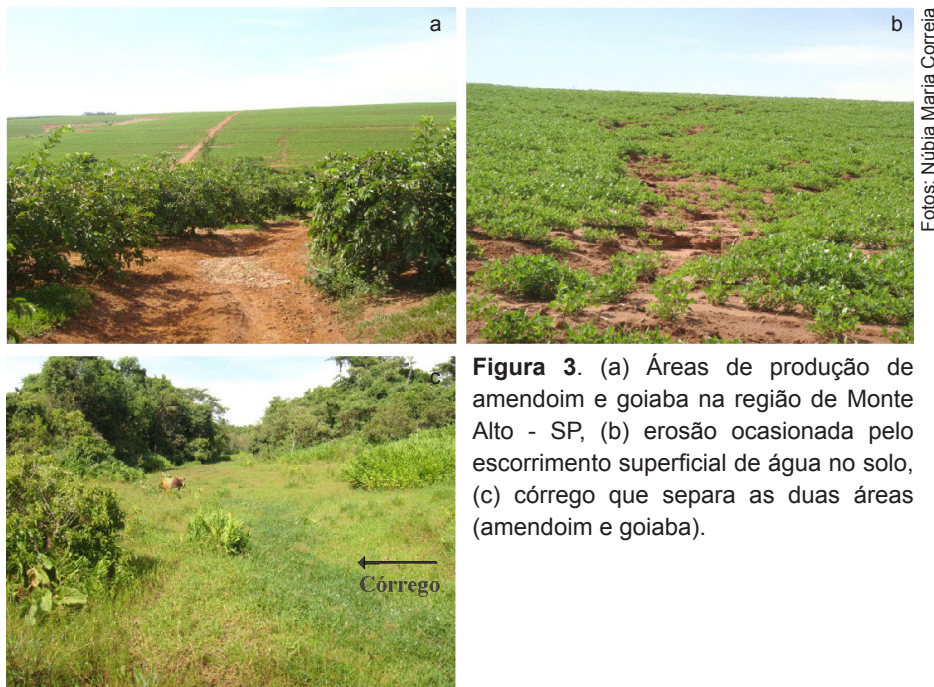 a
b
Fotos: Núbia Maria Correia
c
Córrego
Figura 3. (a) Áreas de produção de
amendoim e goiaba na região de Monte
Alto - SP, (b) erosão ocasionada pelo
escorrimento superficial de água no solo,
(c) córrego que separa as duas áreas
(amendoim e goiaba).